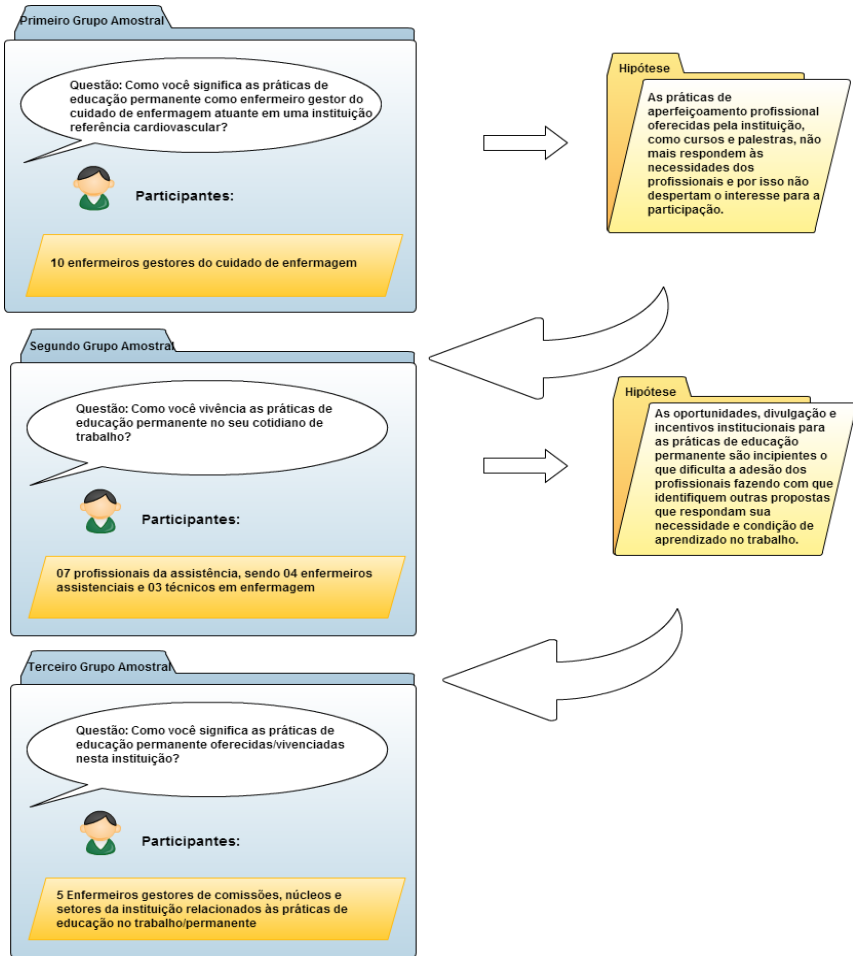 Primeiro Grupo Amostral
Questão: Como você significa as práticas de
educação permanente como enfermeiro gestor do
cuidado de enfermagem atuante em uma instituição
referência cardiovascular?
Participantes:
10 enfermeiros gestores do cuidado de enfermagem
Hipótese
As práticas de
aperfeiçoamento profissional
oferecidas pela instituição,
como cursos e palestras, não
mais respondem às
necessidades dos
profissionais e por isso não
despertam o interesse para a
participação.
Segundo Grupo Amostral
Questão: Como você vivência as práticas de
educação permanente no seu cotidiano de
trabalho?
Participantes:
07 profissionais da assistência, sendo 04 enfermeiros
assistenciais e 03 técnicos em enfermagem
Hipótese
As oportunidades, divulgação e
incentivos institucionais para
as práticas de educação
permanente são incipientes o
que dificulta a adesão dos
profissionais fazendo com que
identifiquem outras propostas
que respondam sua
necessidade e condição de
aprendizado no trabalho.
Terceiro Grupo Amostral
Questão: Como você significa as práticas de
educação permanente oferecidas/vivenciadas
nesta instituição?
Participantes:
5 Enfermeiros gestores de comissões, núcleos e
setores da instituição relacionados às práticas de
educação no trabalho/permanente